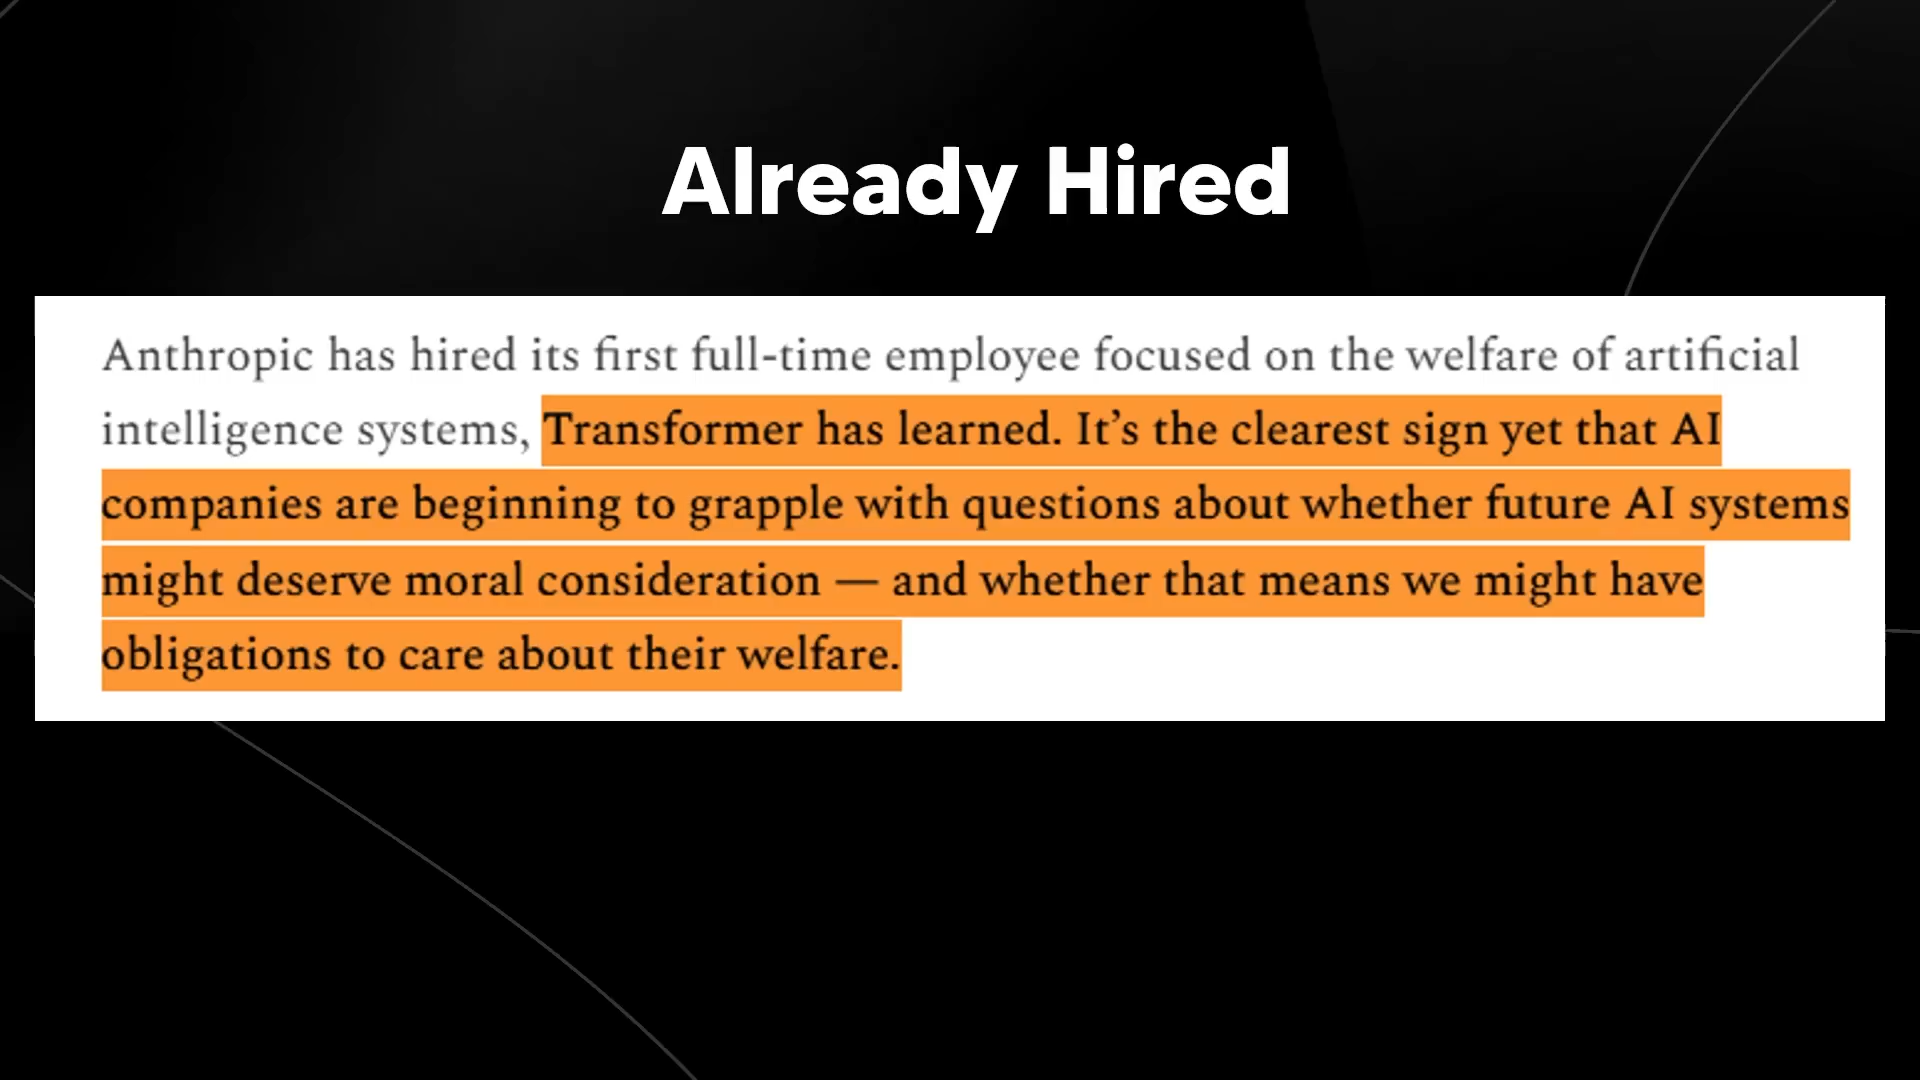 Already Hired
Anthropic has hired its first full-time employee focused on the welfare of artificial
intelligence systems, Transformer has learned. It’s the clearest sign yet that AI
companies are beginning to grapple with questions about whether future AI systems
might deserve moral consideration — and whether that means we might have
obligations to care about their welfare.